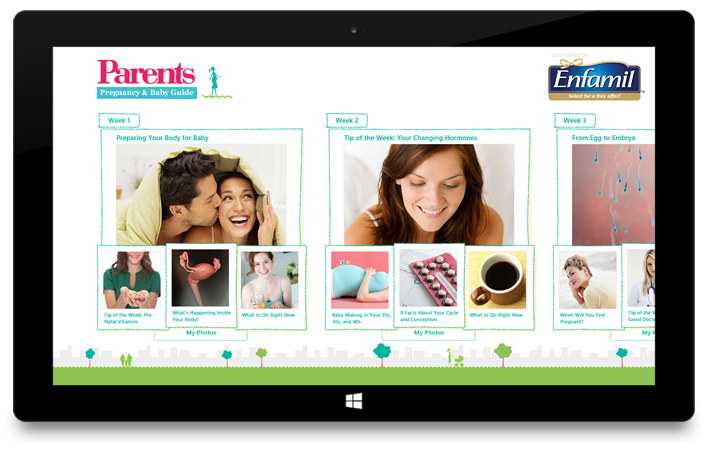 Parents
Pregnancy & Baby Guide
Sponsored by
Enfamil
Select for a free offer!
Week 1
Preparing Your Body for Baby
Tip of the Week: Pre-
Natal Vitamins
What's Happening Inside
Your Body?
What to Do Right Now
My Photos
Week 2
Tip of the Week: Your Changing Hormones
Baby Making in Your 20s,
30s, and 40s
8 Facts About Your Cycle
and Conception
What to Do Right Now
My Photos
Week 3
From Egg to Embryo
When Will You Feel
Pregnant?
Tip of the W
Good Doct